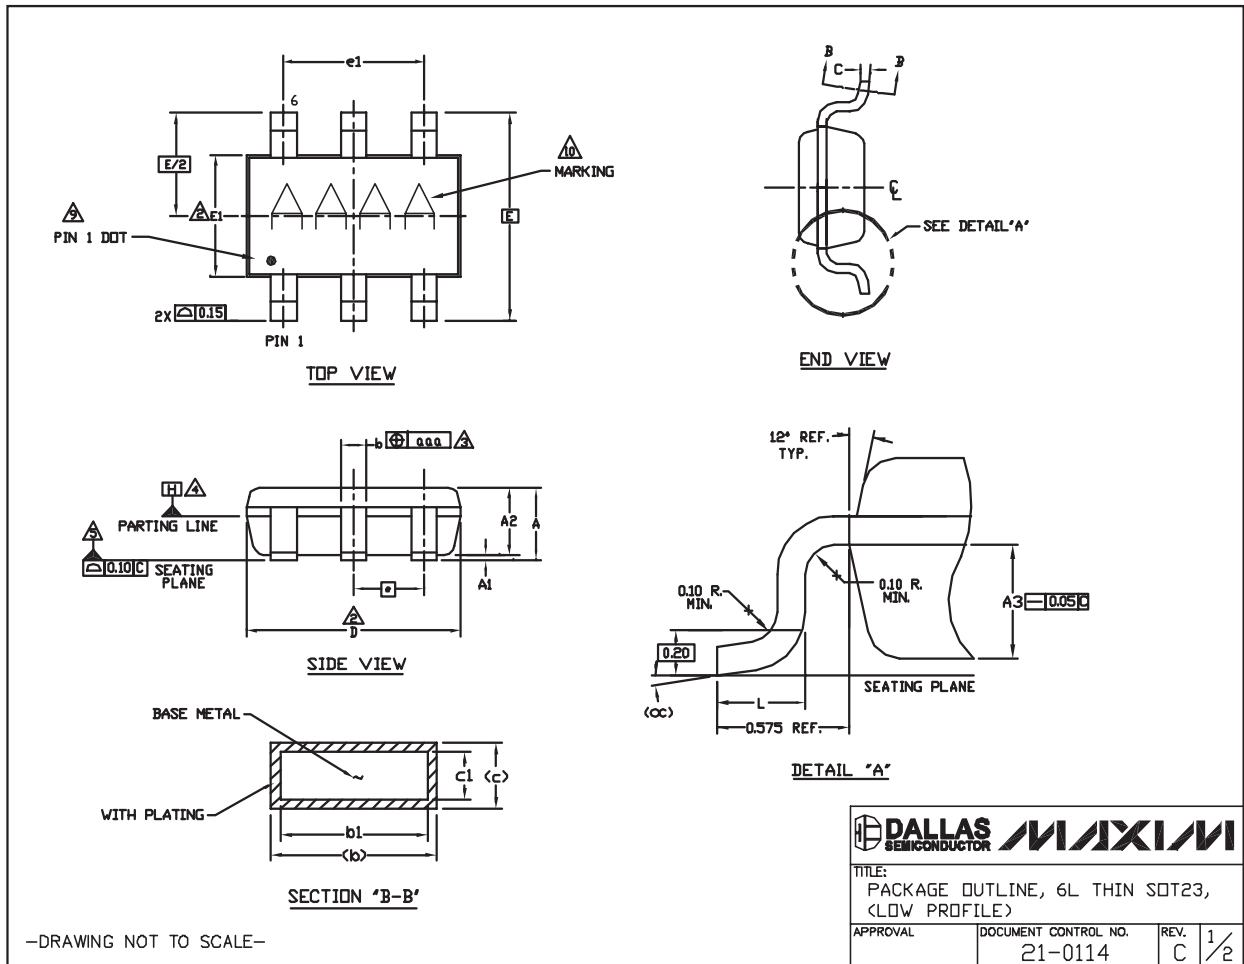 e1
6
E/2
2
E1
E
10
MARKING
9
PIN 1 DOT
2X 0.15
PIN 1
TOP VIEW
B
C
B
CL
SEE DETAIL "A"
END VIEW
b aaa 3
H 4
PARTING LINE
5
0.10 C SEATING
PLANE
A2
A
A1
e
2
D
SIDE VIEW
12° REF.
TYP.
0.10 R.
MIN.
0.10 R.
MIN.
A3 0.05 C
0.20
SEATING PLANE
L
0.575 REF.
DETAIL "A"
BASE METAL
c1
(c)
WITH PLATING
b1
(b)
SECTION "B-B"
-DRAWING NOT TO SCALE-
DALLAS
SEMICONDUCTOR
MAXIM
TITLE:
PACKAGE OUTLINE, 6L THIN SOT23,
(LOW PROFILE)
APPROVAL
DOCUMENT CONTROL NO.
21-0114
REV.
C
1/2